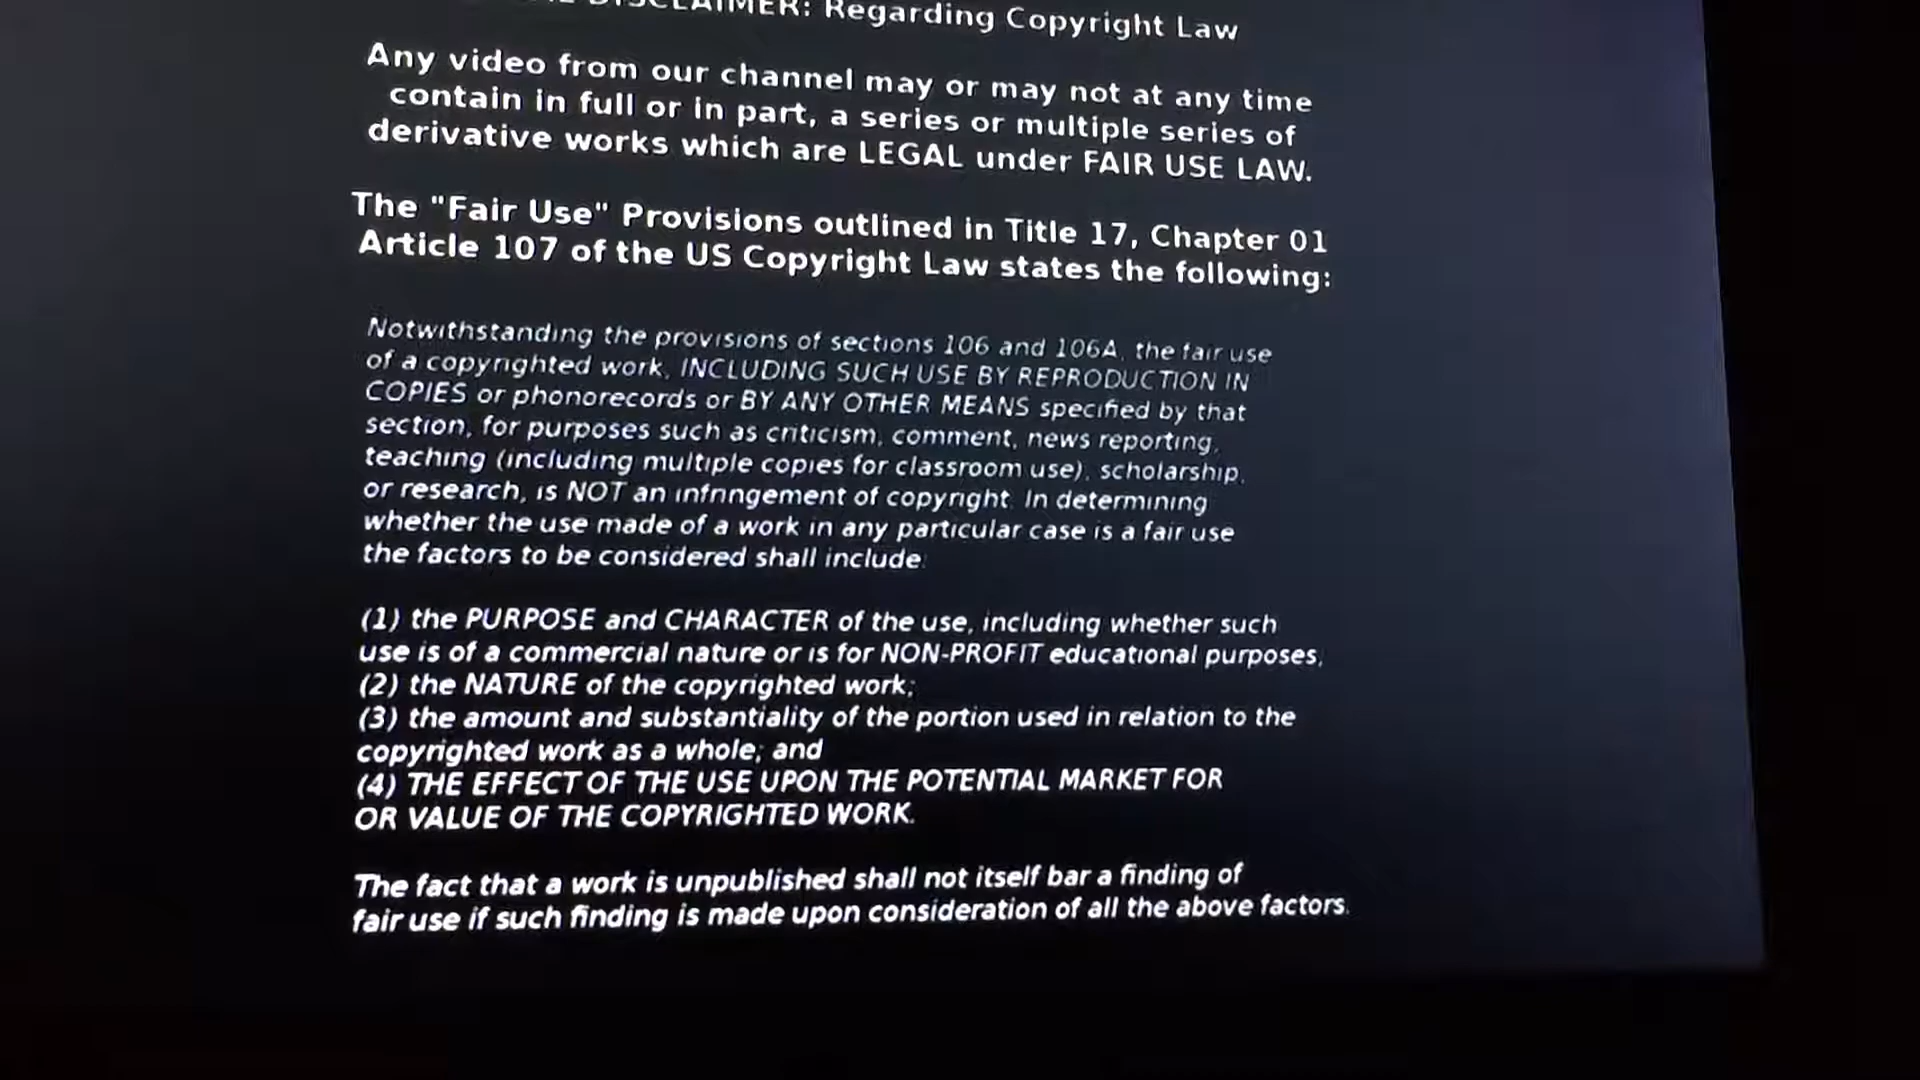 DISCLAIMER: Regarding Copyright Law
Any video from our channel may or may not at any time
contain in full or in part, a series or multiple series of
derivative works which are LEGAL under FAIR USE LAW.
The "Fair Use" Provisions outlined in Title 17, Chapter 01
Article 107 of the US Copyright Law states the following:
Notwithstanding the provisions of sections 106 and 106A, the fair use
of a copyrighted work, INCLUDING SUCH USE BY REPRODUCTION IN
COPIES or phonorecords or BY ANY OTHER MEANS specified by that
section, for purposes such as criticism, comment, news reporting,
teaching (including multiple copies for classroom use), scholarship,
or research, is NOT an infringement of copyright. In determining
whether the use made of a work in any particular case is a fair use
the factors to be considered shall include:
(1) the PURPOSE and CHARACTER of the use, including whether such
use is of a commercial nature or is for NON-PROFIT educational purposes;
(2) the NATURE of the copyrighted work;
(3) the amount and substantiality of the portion used in relation to the
copyrighted work as a whole; and
(4) THE EFFECT OF THE USE UPON THE POTENTIAL MARKET FOR
OR VALUE OF THE COPYRIGHTED WORK.
The fact that a work is unpublished shall not itself bar a finding of
fair use if such finding is made upon consideration of all the above factors.